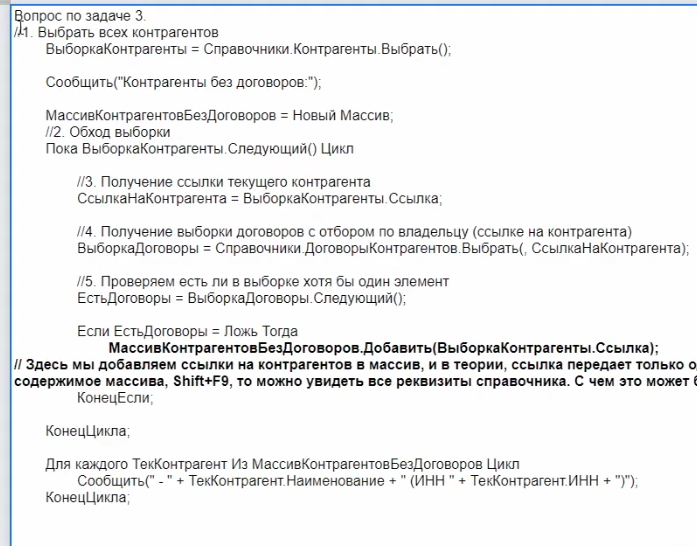 Вопрос по задаче 3.
//1. Выбрать всех контрагентов
ВыборкаКонтрагенты = Справочники.Контрагенты.Выбрать();
Сообщить("Контрагенты без договоров:");
МассивКонтрагентовБезДоговоров = Новый Массив;
//2. Обход выборки
Пока ВыборкаКонтрагенты.Следующий() Цикл
//3. Получение ссылки текущего контрагента
СсылкаНаКонтрагента = ВыборкаКонтрагенты.Ссылка;
//4. Получение выборки договоров с отбором по владельцу (ссылке на контрагента)
ВыборкаДоговоры = Справочники.ДоговорыКонтрагентов.Выбрать(, СсылкаНаКонтрагента);
//5. Проверяем есть ли в выборке хотя бы один элемент
ЕстьДоговоры = ВыборкаДоговоры.Следующий();
Если ЕстьДоговоры = Ложь Тогда
МассивКонтрагентовБезДоговоров.Добавить(ВыборкаКонтрагенты.Ссылка);
// Здесь мы добавляем ссылки на контрагентов в массив, и в теории, ссылка передает только
содержимое массива, Shift+F9, то можно увидеть все реквизиты справочника. С чем это может
КонецЕсли;
КонецЦикла;
Для каждого ТекКонтрагент Из МассивКонтрагентовБезДоговоров Цикл
Сообщить(" - " + ТекКонтрагент.Наименование + " (ИНН " + ТекКонтрагент.ИНН + ")");
КонецЦикла;